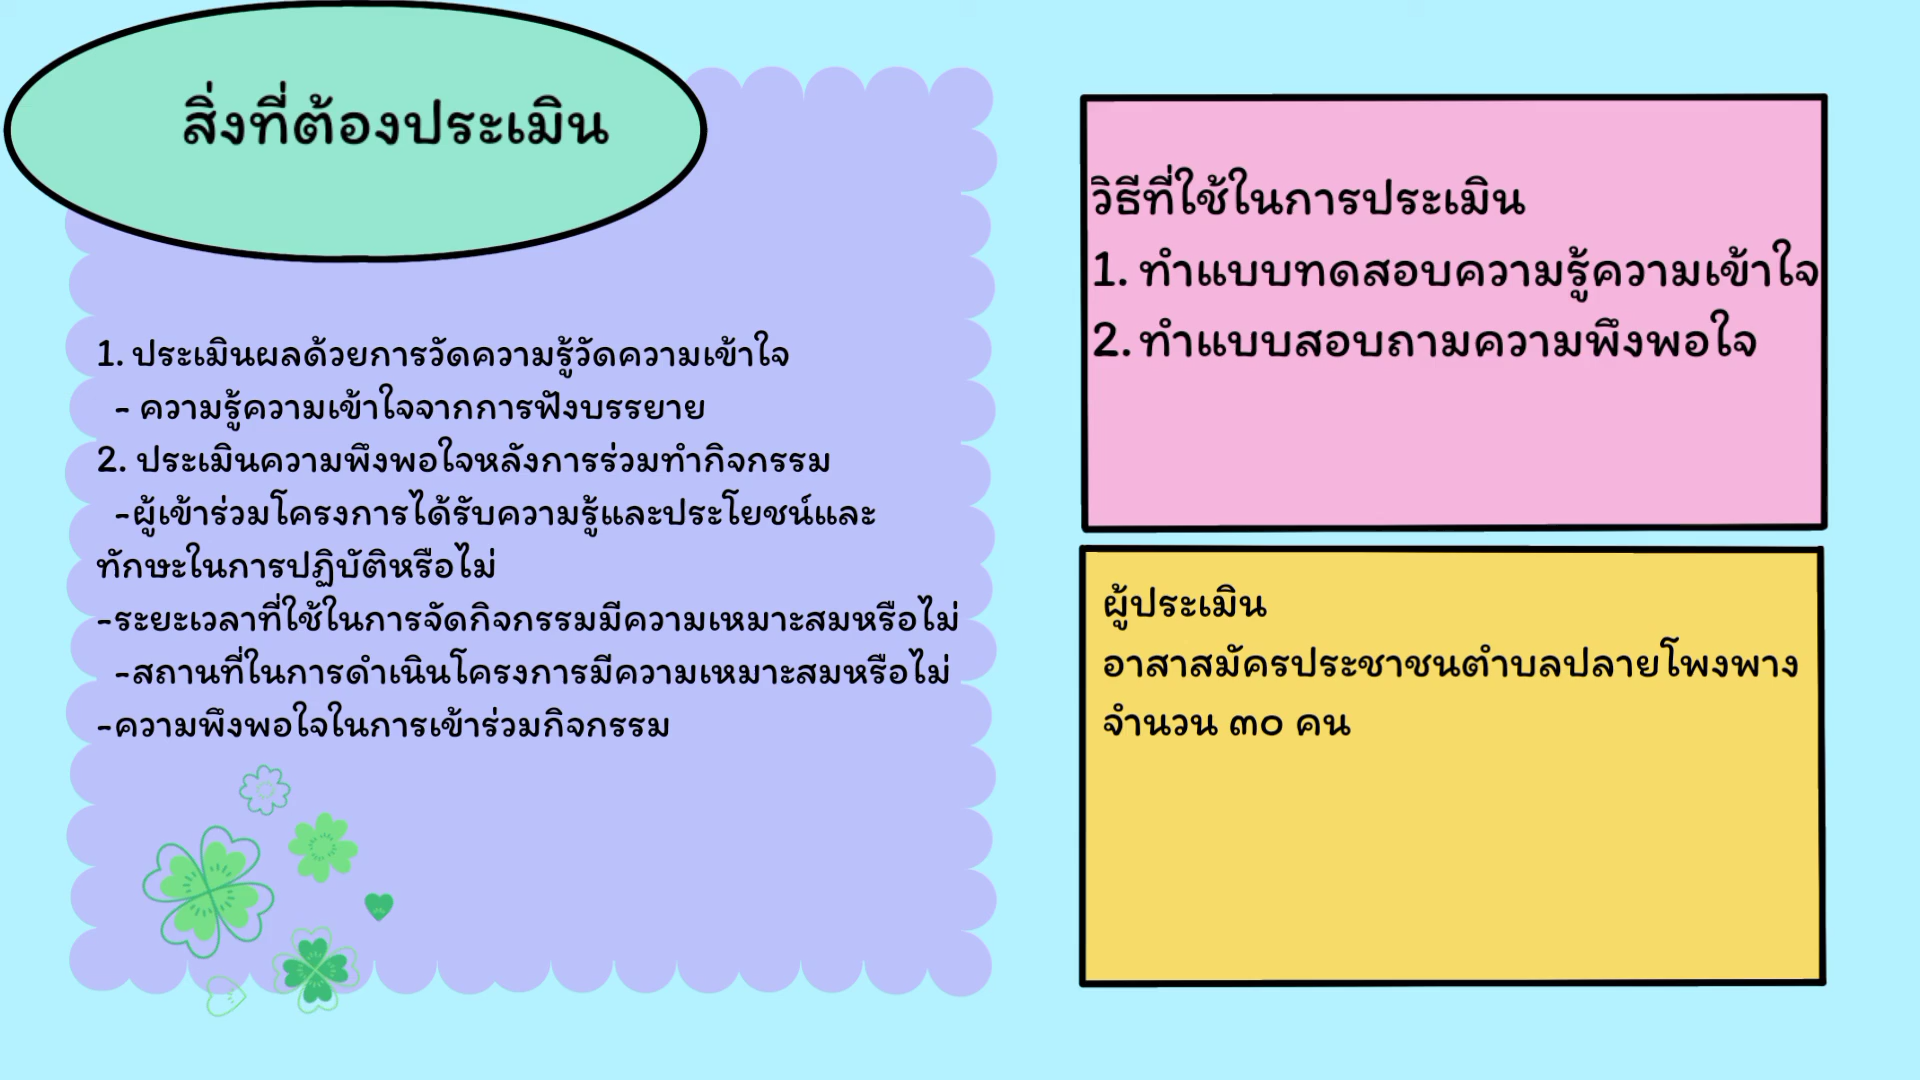 สิ่งที่ต้องประเมิน
1. ประเมินผลด้วยการวัดความรู้วัดความเข้าใจ
- ความรู้ความเข้าใจจากการฟังบรรยาย
2. ประเมินความพึงพอใจหลังการร่วมทำกิจกรรม
-ผู้เข้าร่วมโครงการได้รับความรู้และประโยชน์และ
ทักษะในการปฏิบัติหรือไม่
-ระยะเวลาที่ใช้ในการจัดกิจกรรมมีความเหมาะสมหรือไม่
-สถานที่ในการดำเนินโครงการมีความเหมาะสมหรือไม่
-ความพึงพอใจในการเข้าร่วมกิจกรรม
วิธีที่ใช้ในการประเมิน
1. ทำแบบทดสอบความรู้ความเข้าใจ
2. ทำแบบสอบถามความพึงพอใจ
ผู้ประเมิน
อาสาสมัครประชาชนตำบลปลายโพงพาง
จำนวน ๓๐ คน